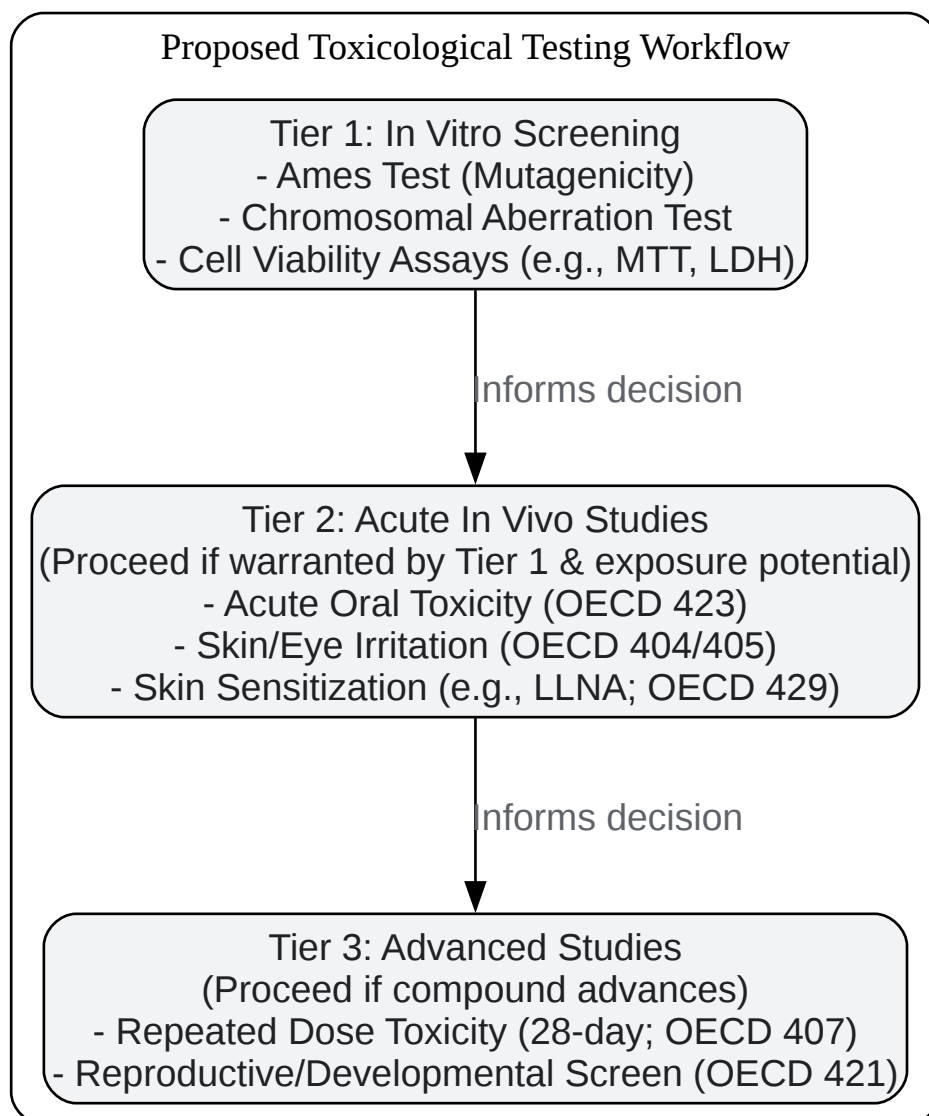 Proposed Toxicological Testing Workflow
Tier 1: In Vitro Screening
- Ames Test (Mutagenicity)
- Chromosomal Aberration Test
- Cell Viability Assays (e.g., MTT, LDH)
Informs decision
Tier 2: Acute In Vivo Studies
(Proceed if warranted by Tier 1 & exposure potential)
- Acute Oral Toxicity (OECD 423)
- Skin/Eye Irritation (OECD 404/405)
- Skin Sensitization (e.g., LLNA; OECD 429)
Informs decision
Tier 3: Advanced Studies
(Proceed if compound advances)
- Repeated Dose Toxicity (28-day; OECD 407)
- Reproductive/Developmental Screen (OECD 421)